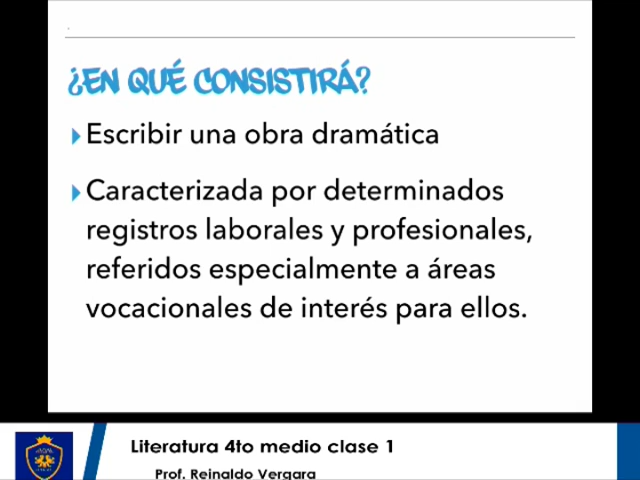 ¿EN QUÉ CONSISTIRÁ?
Escribir una obra dramática
Caracterizada por determinados
registros laborales y profesionales,
referidos especialmente a áreas
vocacionales de interés para ellos.
Literatura 4to medio clase 1
Prof. Reinaldo Vergara